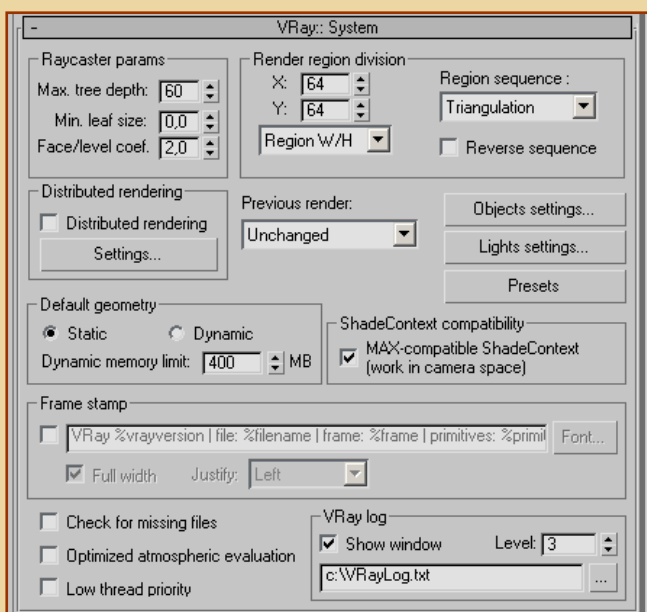 - VRay:: System
Raycaster params
Max. tree depth: 60
Min. leaf size: 0,0
Face/level coef. 2,0
Render region division
X: 64
Y: 64
Region W/H
Region sequence :
Triangulation
Reverse sequence
Distributed rendering
Distributed rendering
Settings...
Previous render:
Unchanged
Objects settings...
Lights settings...
Presets
Default geometry
Static Dynamic
Dynamic memory limit: 400 MB
ShadeContext compatibility
MAX-compatible ShadeContext
(work in camera space)
Frame stamp
VRay %vrayversion | file: %filename | frame: %frame | primitives: %primit Font...
Full width Justify: Left
Check for missing files
Optimized atmospheric evaluation
Low thread priority
VRay log
Show window Level: 3
c:\VRayLog.txt ...